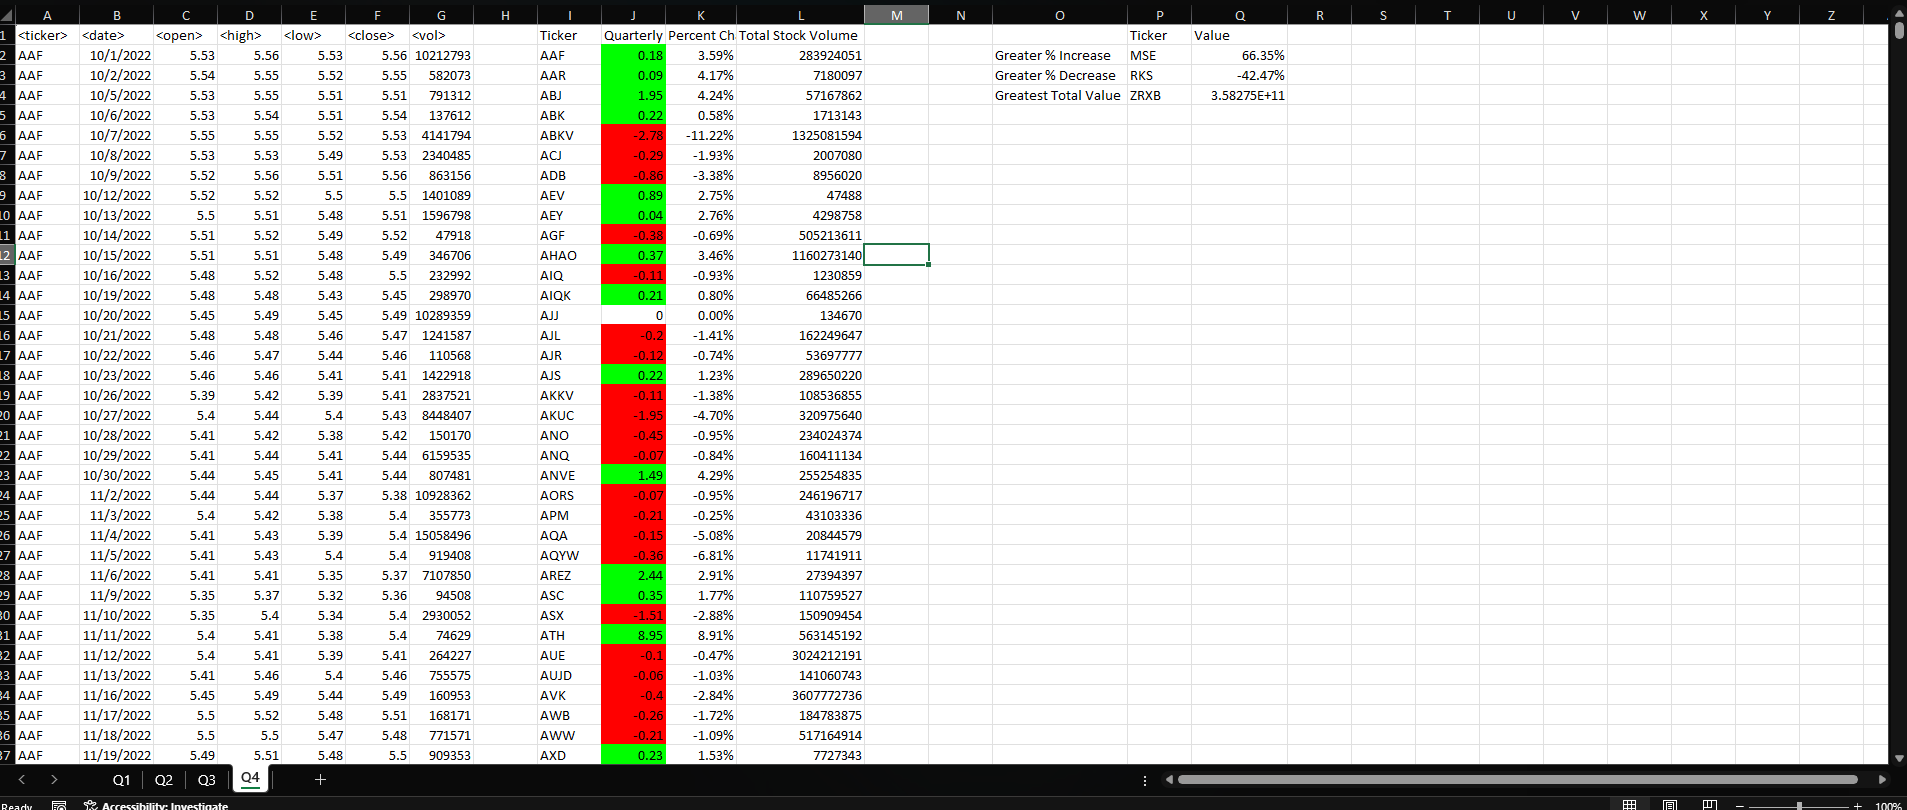 A B C D E F G H I J K L M N O P Q R S T U V W X Y Z
1 <ticker> <date> <open> <high> <low> <close> <vol> Ticker Quarterly Percent Ch Total Stock Volume Ticker Value
2 AAF 10/1/2022 5.53 5.56 5.53 5.56 10212793 AAF 0.18 3.59% 283924051 Greater % Increase MSE 66.35%
3 AAF 10/2/2022 5.54 5.55 5.52 5.55 582073 AAR 0.09 4.17% 7180097 Greater % Decrease RKS -42.47%
4 AAF 10/5/2022 5.53 5.55 5.51 5.51 791312 ABJ 1.95 4.24% 57167862 Greatest Total Value ZRXB 3.58275E+11
5 AAF 10/6/2022 5.53 5.54 5.51 5.54 137612 ABK 0.22 0.58% 1713143
6 AAF 10/7/2022 5.55 5.55 5.52 5.53 4141794 ABKV -2.78 -11.22% 1325081594
7 AAF 10/8/2022 5.53 5.53 5.49 5.53 2340485 ACJ -0.29 -1.93% 2007080
8 AAF 10/9/2022 5.52 5.56 5.51 5.56 863156 ADB -0.86 -3.38% 8956020
9 AAF 10/12/2022 5.52 5.52 5.5 5.5 1401089 AEV 0.89 2.75% 47488
10 AAF 10/13/2022 5.5 5.51 5.48 5.51 1596798 AEY 0.04 2.76% 4298758
11 AAF 10/14/2022 5.51 5.52 5.49 5.52 47918 AGF -0.38 -0.69% 505213611
12 AAF 10/15/2022 5.51 5.51 5.48 5.49 346706 AHAO 0.37 3.46% 1160273140
13 AAF 10/16/2022 5.48 5.52 5.48 5.5 232992 AIQ -0.11 -0.93% 1230859
14 AAF 10/19/2022 5.48 5.48 5.43 5.45 298970 AIQK 0.21 0.80% 66485266
15 AAF 10/20/2022 5.45 5.49 5.45 5.49 10289359 AJJ 0 0.00% 134670
16 AAF 10/21/2022 5.48 5.48 5.46 5.47 1241587 AJL -0.2 -1.41% 162249647
17 AAF 10/22/2022 5.46 5.47 5.44 5.46 110568 AJR -0.12 -0.74% 53697777
18 AAF 10/23/2022 5.46 5.46 5.41 5.41 1422918 AJS 0.22 1.23% 289650220
19 AAF 10/26/2022 5.39 5.42 5.39 5.41 2837521 AKKV -0.11 -1.38% 108536855
20 AAF 10/27/2022 5.4 5.44 5.4 5.43 8448407 AKUC -1.95 -4.70% 320975640
21 AAF 10/28/2022 5.41 5.42 5.38 5.42 150170 ANO -0.45 -0.95% 234024374
22 AAF 10/29/2022 5.41 5.44 5.41 5.44 6159535 ANQ -0.07 -0.84% 160411134
23 AAF 10/30/2022 5.44 5.45 5.41 5.44 807481 ANVE 1.49 4.29% 255254835
24 AAF 11/2/2022 5.44 5.44 5.37 5.38 10928362 AORS -0.07 -0.95% 246196717
25 AAF 11/3/2022 5.4 5.42 5.38 5.4 355773 APM -0.21 -0.25% 43103336
26 AAF 11/4/2022 5.41 5.43 5.39 5.4 15058496 AQA -0.15 -5.08% 20844579
27 AAF 11/5/2022 5.41 5.43 5.4 5.4 919408 AQYW -0.36 -6.81% 11741911
28 AAF 11/6/2022 5.41 5.41 5.35 5.37 7107850 AREZ 2.44 2.91% 27394397
29 AAF 11/9/2022 5.35 5.37 5.32 5.36 94508 ASC 0.35 1.77% 110759527
30 AAF 11/10/2022 5.35 5.4 5.34 5.4 2930052 ASX -1.51 -2.88% 150909454
31 AAF 11/11/2022 5.4 5.41 5.38 5.4 74629 ATH 8.95 8.91% 563145192
32 AAF 11/12/2022 5.4 5.41 5.39 5.41 264227 AUE -0.1 -0.47% 3024212191
33 AAF 11/13/2022 5.41 5.46 5.4 5.46 755575 AUJD -0.06 -1.03% 141060743
34 AAF 11/16/2022 5.45 5.49 5.44 5.49 160953 AVK -0.4 -2.84% 3607772736
35 AAF 11/17/2022 5.5 5.52 5.48 5.51 168171 AWB -0.26 -1.72% 184783875
36 AAF 11/18/2022 5.5 5.5 5.47 5.48 771571 AWW -0.21 -1.09% 517164914
37 AAF 11/19/2022 5.49 5.51 5.48 5.5 909353 AXD 0.23 1.53% 7727343
Q1 Q2 Q3 Q4 +
Ready Accessibility: Investigate - + 100%